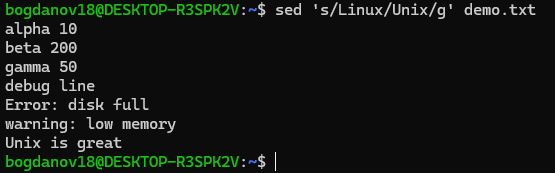 bogdanov18@DESKTOP-R3SPK2V:~$ sed 's/Linux/Unix/g' demo.txt
alpha 10
beta 200
gamma 50
debug line
Error: disk full
warning: low memory
Unix is great
bogdanov18@DESKTOP-R3SPK2V:~$